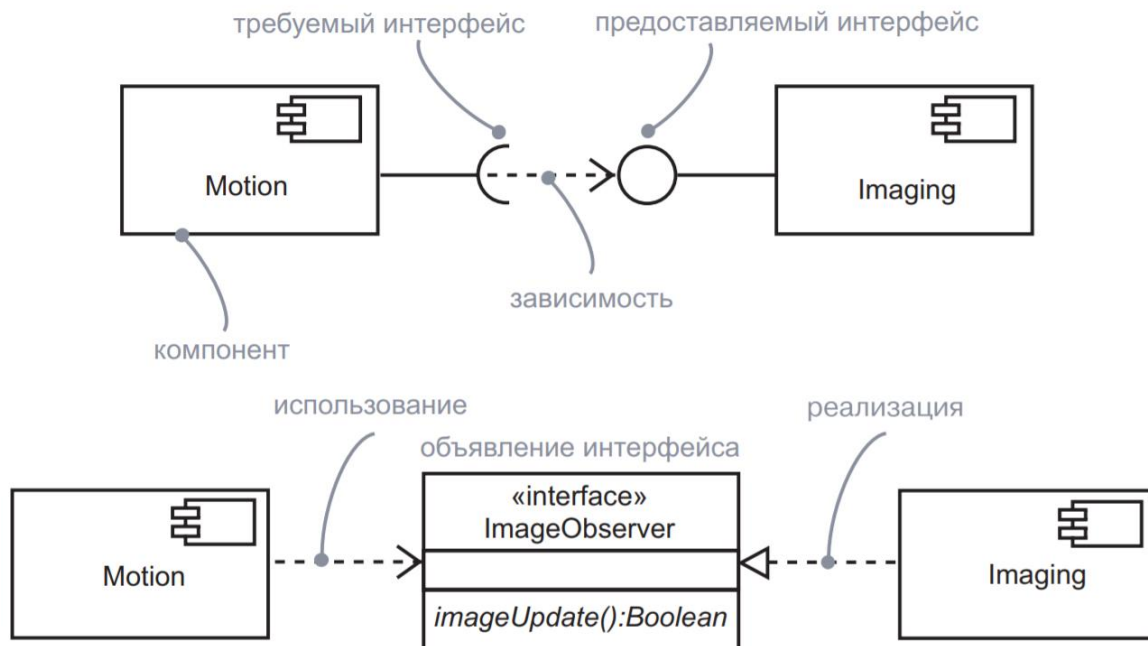 требуемый интерфейс
предоставляемый интерфейс
Motion
Imaging
зависимость
компонент
использование
реализация
объявление интерфейса
«interface»
ImageObserver
Motion
Imaging
imageUpdate():Boolean